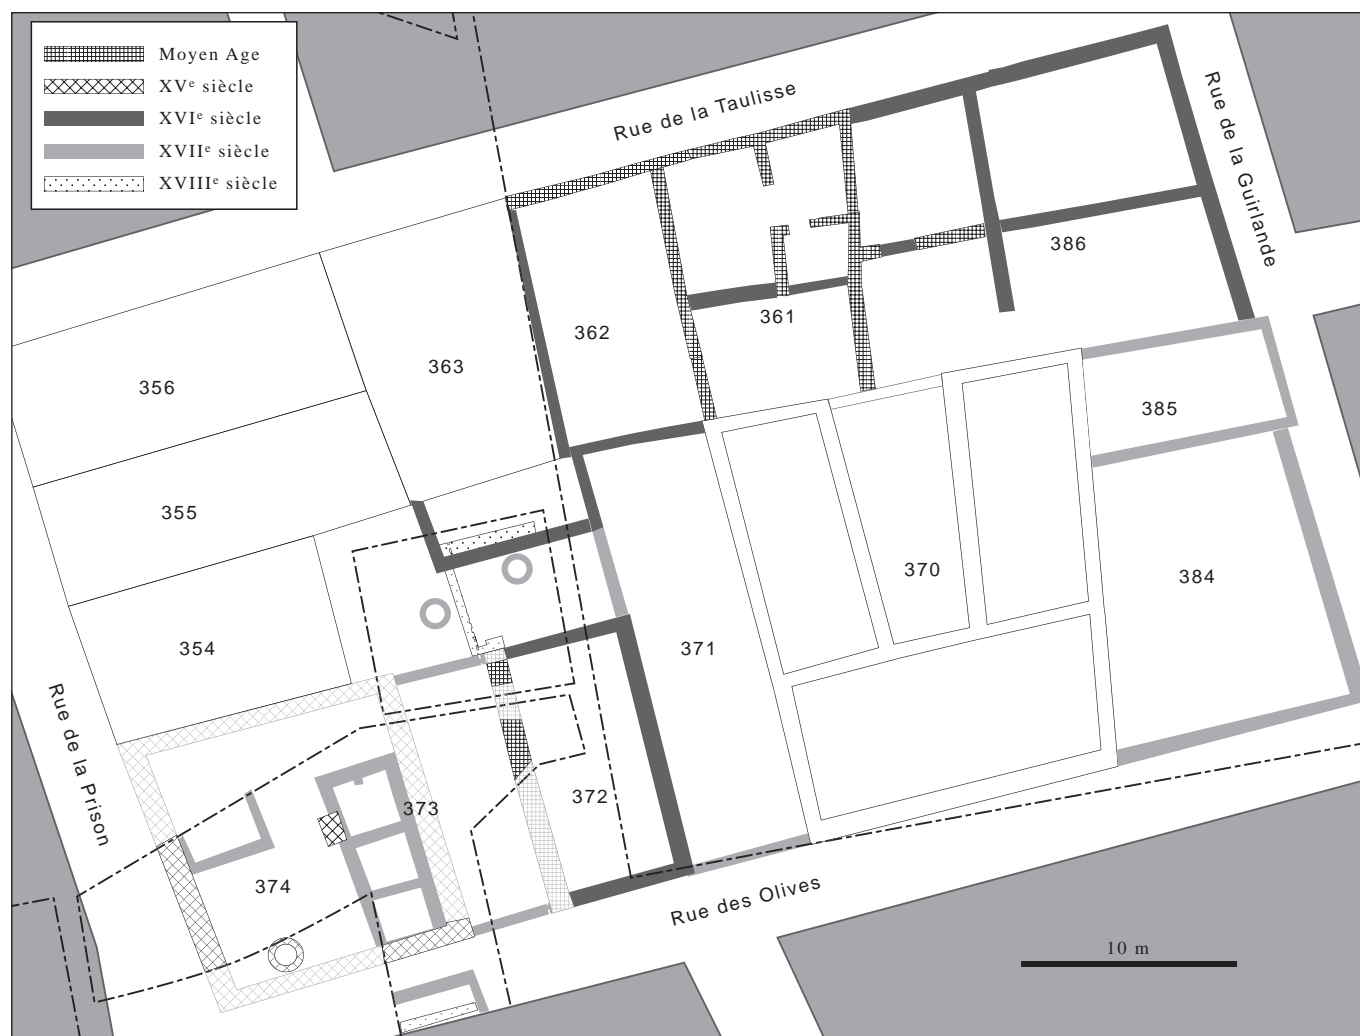 Moyen Age
XVe siècle
XVIe siècle
XVIIe siècle
XVIIIe siècle
Rue de la Taulisse
Rue de la Guirlande
386
362
361
363
356
385
355
370
384
354
371
Rue de la Prison
372
373
374
Rue des Olives
10 m